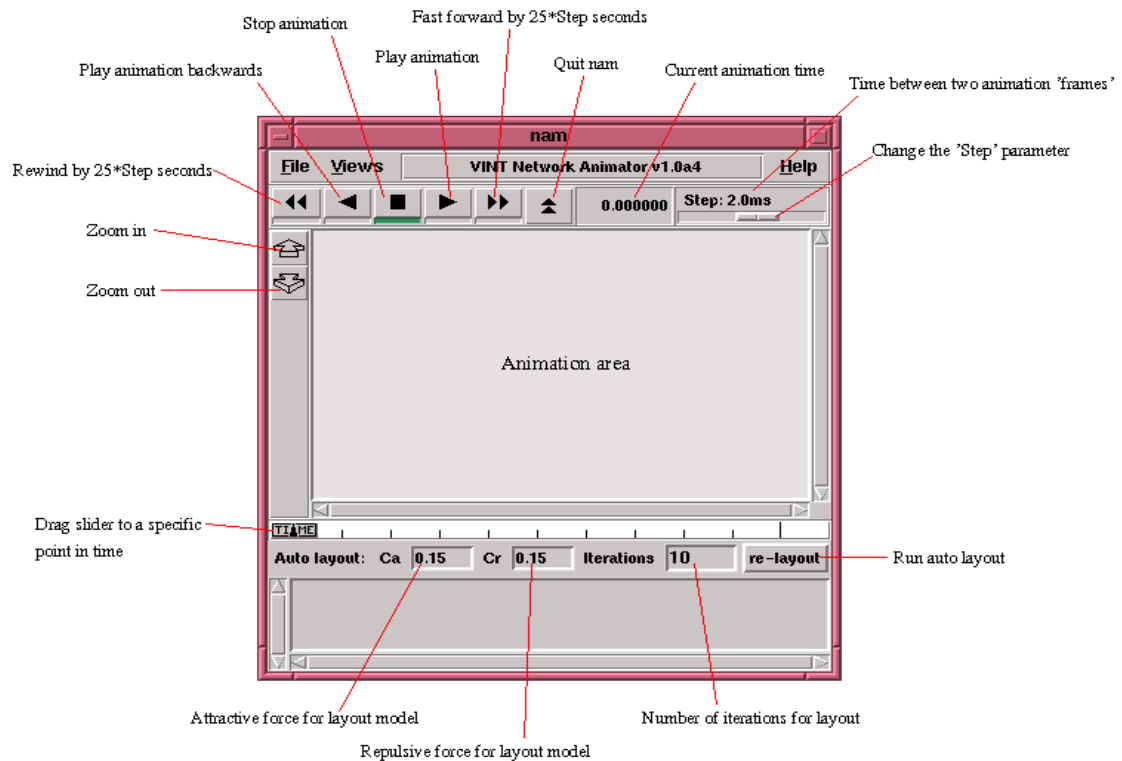 Fast forward by 25*Step seconds
Stop animation
Play animation
Quit nam
Play animation backwards
Current animation time
Time between two animation 'frames'
nam
Change the 'Step' parameter
File Views VINT Network Animator v1.0a4 Help
Rewind by 25*Step seconds
0.000000
Step: 2.0ms
Zoom in
Zoom out
Animation area
Drag slider to a specific
point in time
TIME
Auto layout: Ca 0.15 Cr 0.15 Iterations 10 re-layout
Run auto layout
Attractive force for layout model
Number of iterations for layout
Repulsive force for layout model